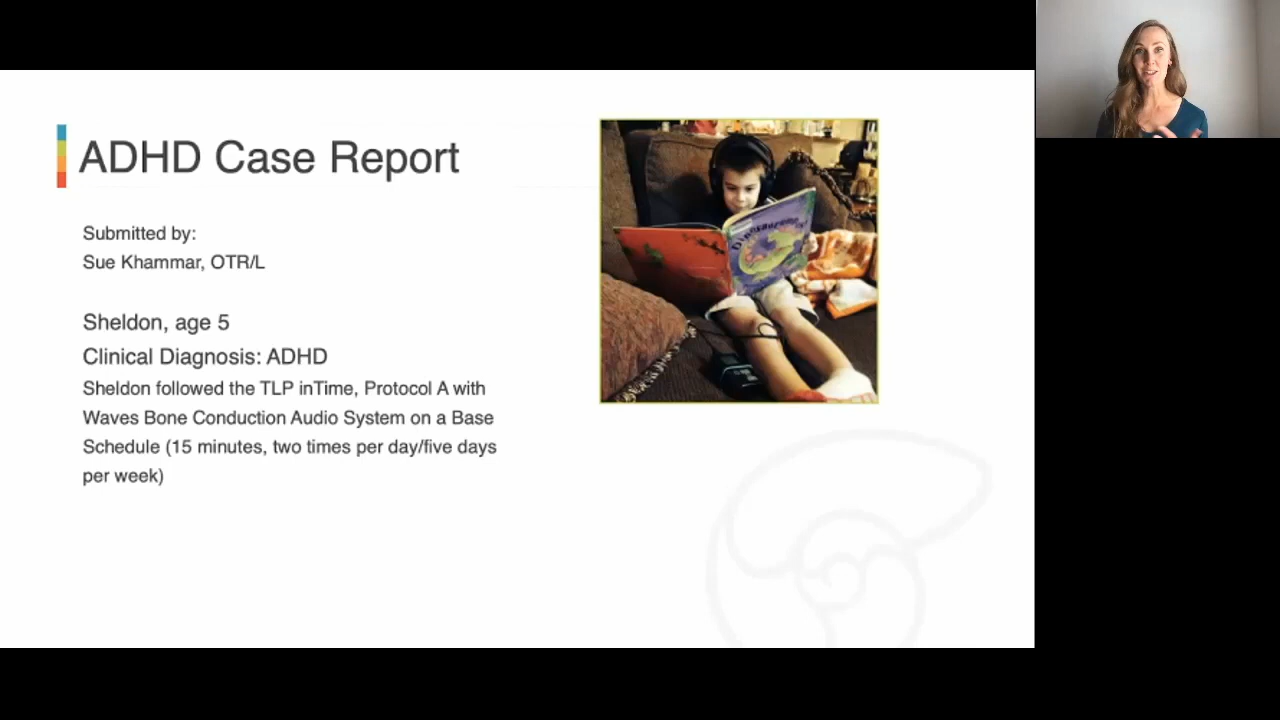 ADHD Case Report
Submitted by:
Sue Khammar, OTR/L
Sheldon, age 5
Clinical Diagnosis: ADHD
Sheldon followed the TLP inTime, Protocol A with
Waves Bone Conduction Audio System on a Base
Schedule (15 minutes, two times per day/five days
per week)